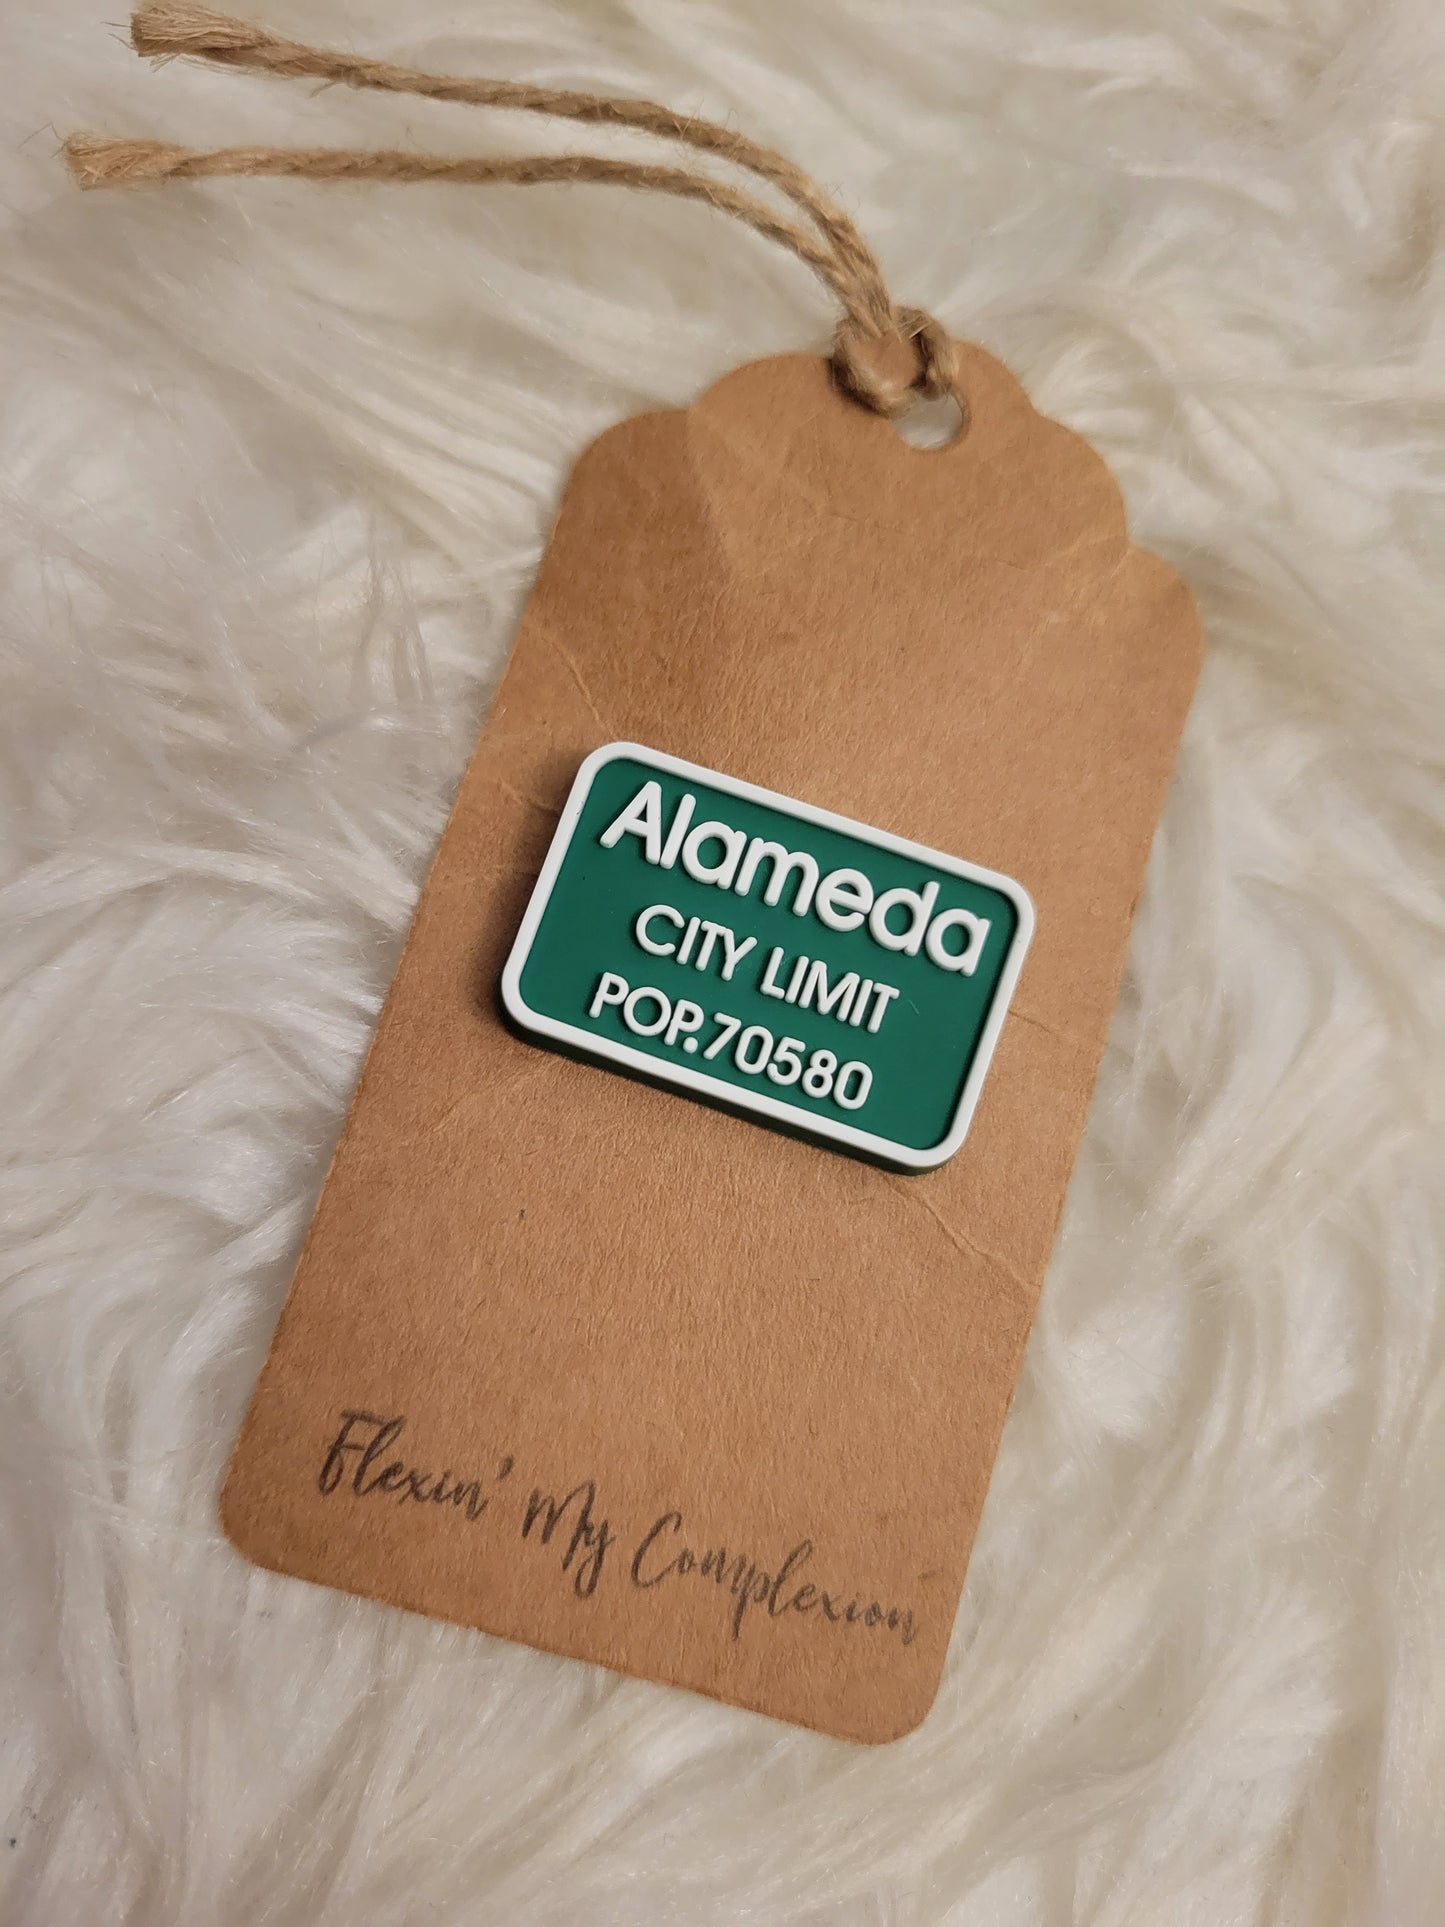 Alameda
CITY LIMIT
POP.70580
Flexin' My Complexion